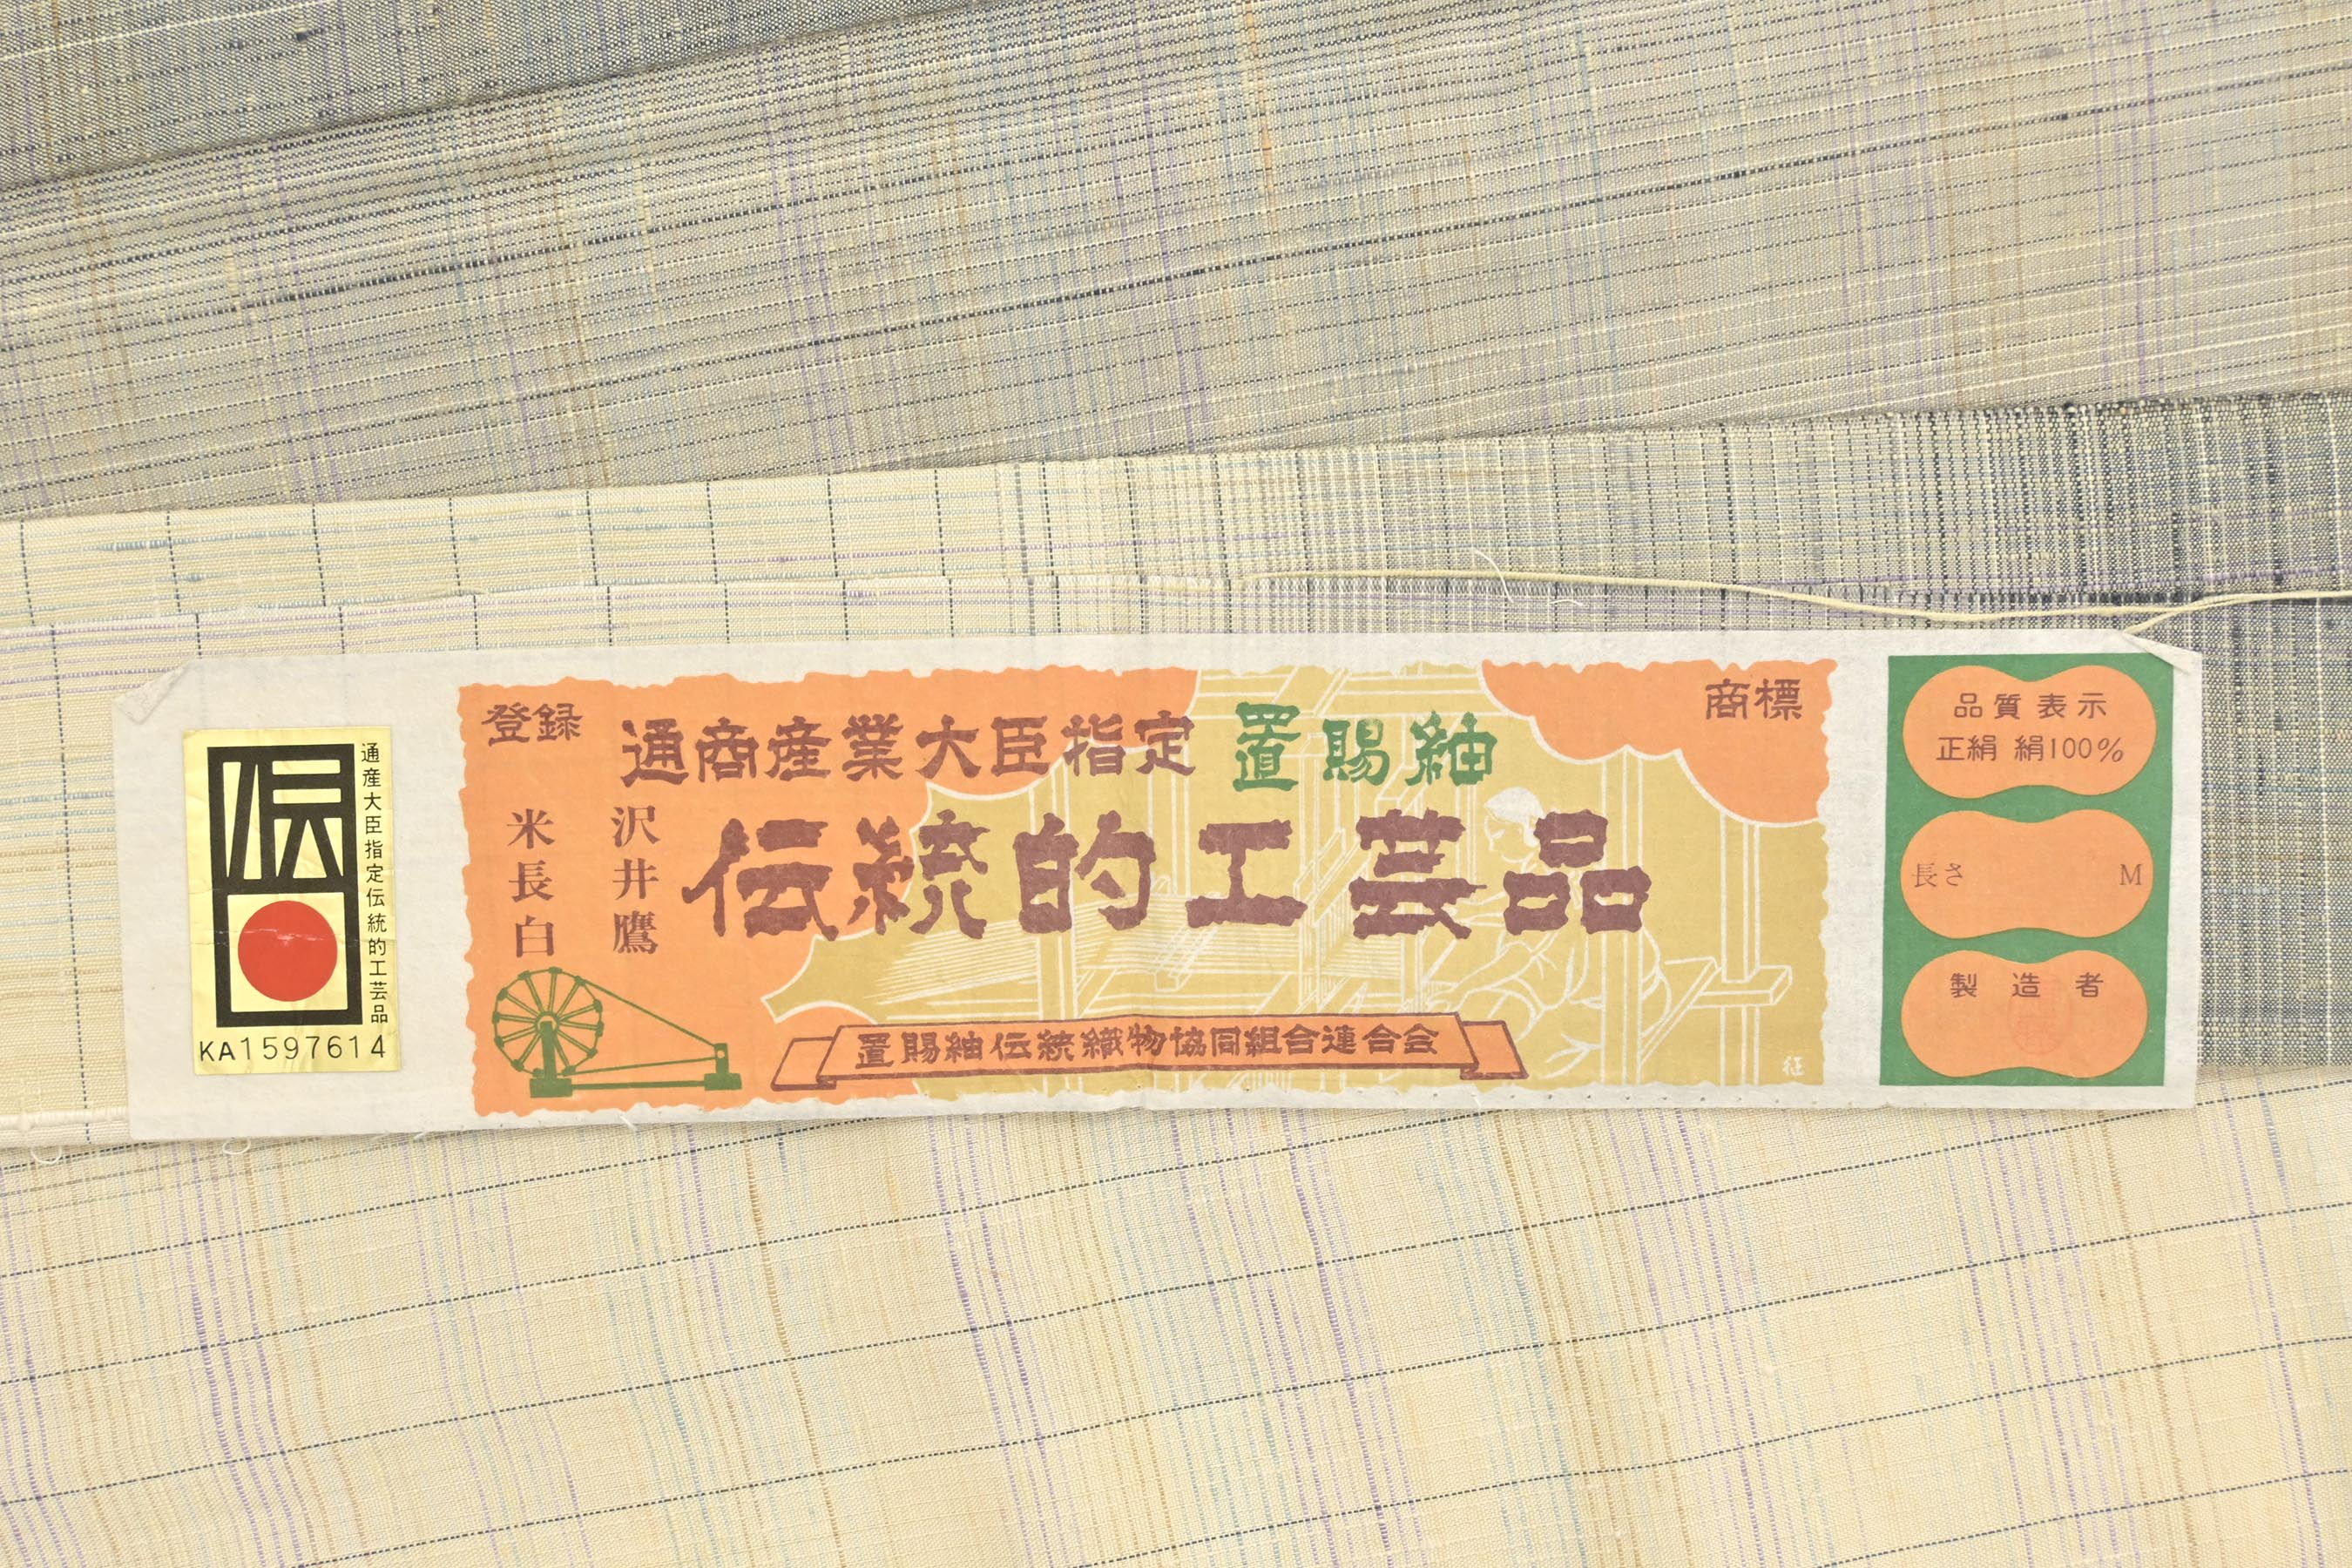 伝
通産大臣指定伝統的工芸品
KA1597614
登録
商標
通商産業大臣指定 置賜紬
伝統的工芸品
米沢
長井
白鷹
置賜紬伝統織物協同組合連合会
征
品質表示
正絹 絹100%
長さ M
製造者